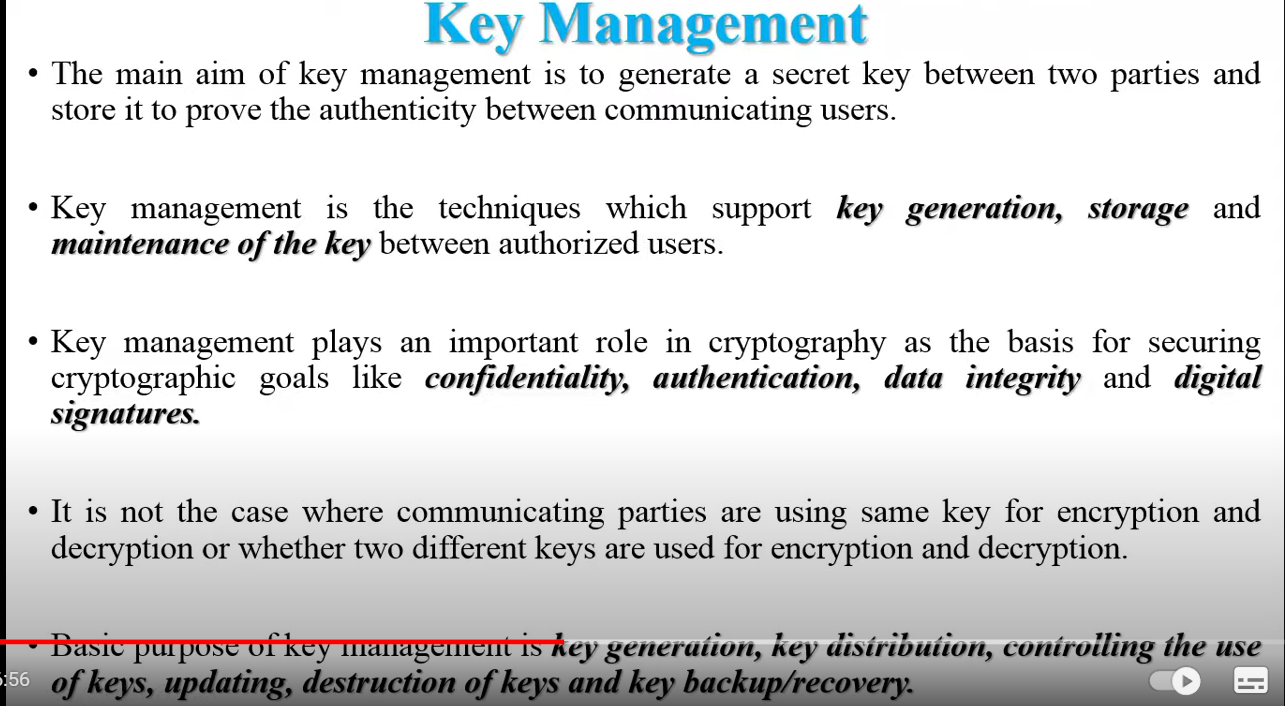 Key Management
• The main aim of key management is to generate a secret key between two parties and
store it to prove the authenticity between communicating users.
• Key management is the techniques which support key generation, storage and
maintenance of the key between authorized users.
• Key management plays an important role in cryptography as the basis for securing
cryptographic goals like confidentiality, authentication, data integrity and digital
signatures.
• It is not the case where communicating parties are using same key for encryption and
decryption or whether two different keys are used for encryption and decryption.
• Basic purpose of key management is key generation, key distribution, controlling the use
of keys, updating, destruction of keys and key backup/recovery.
:56